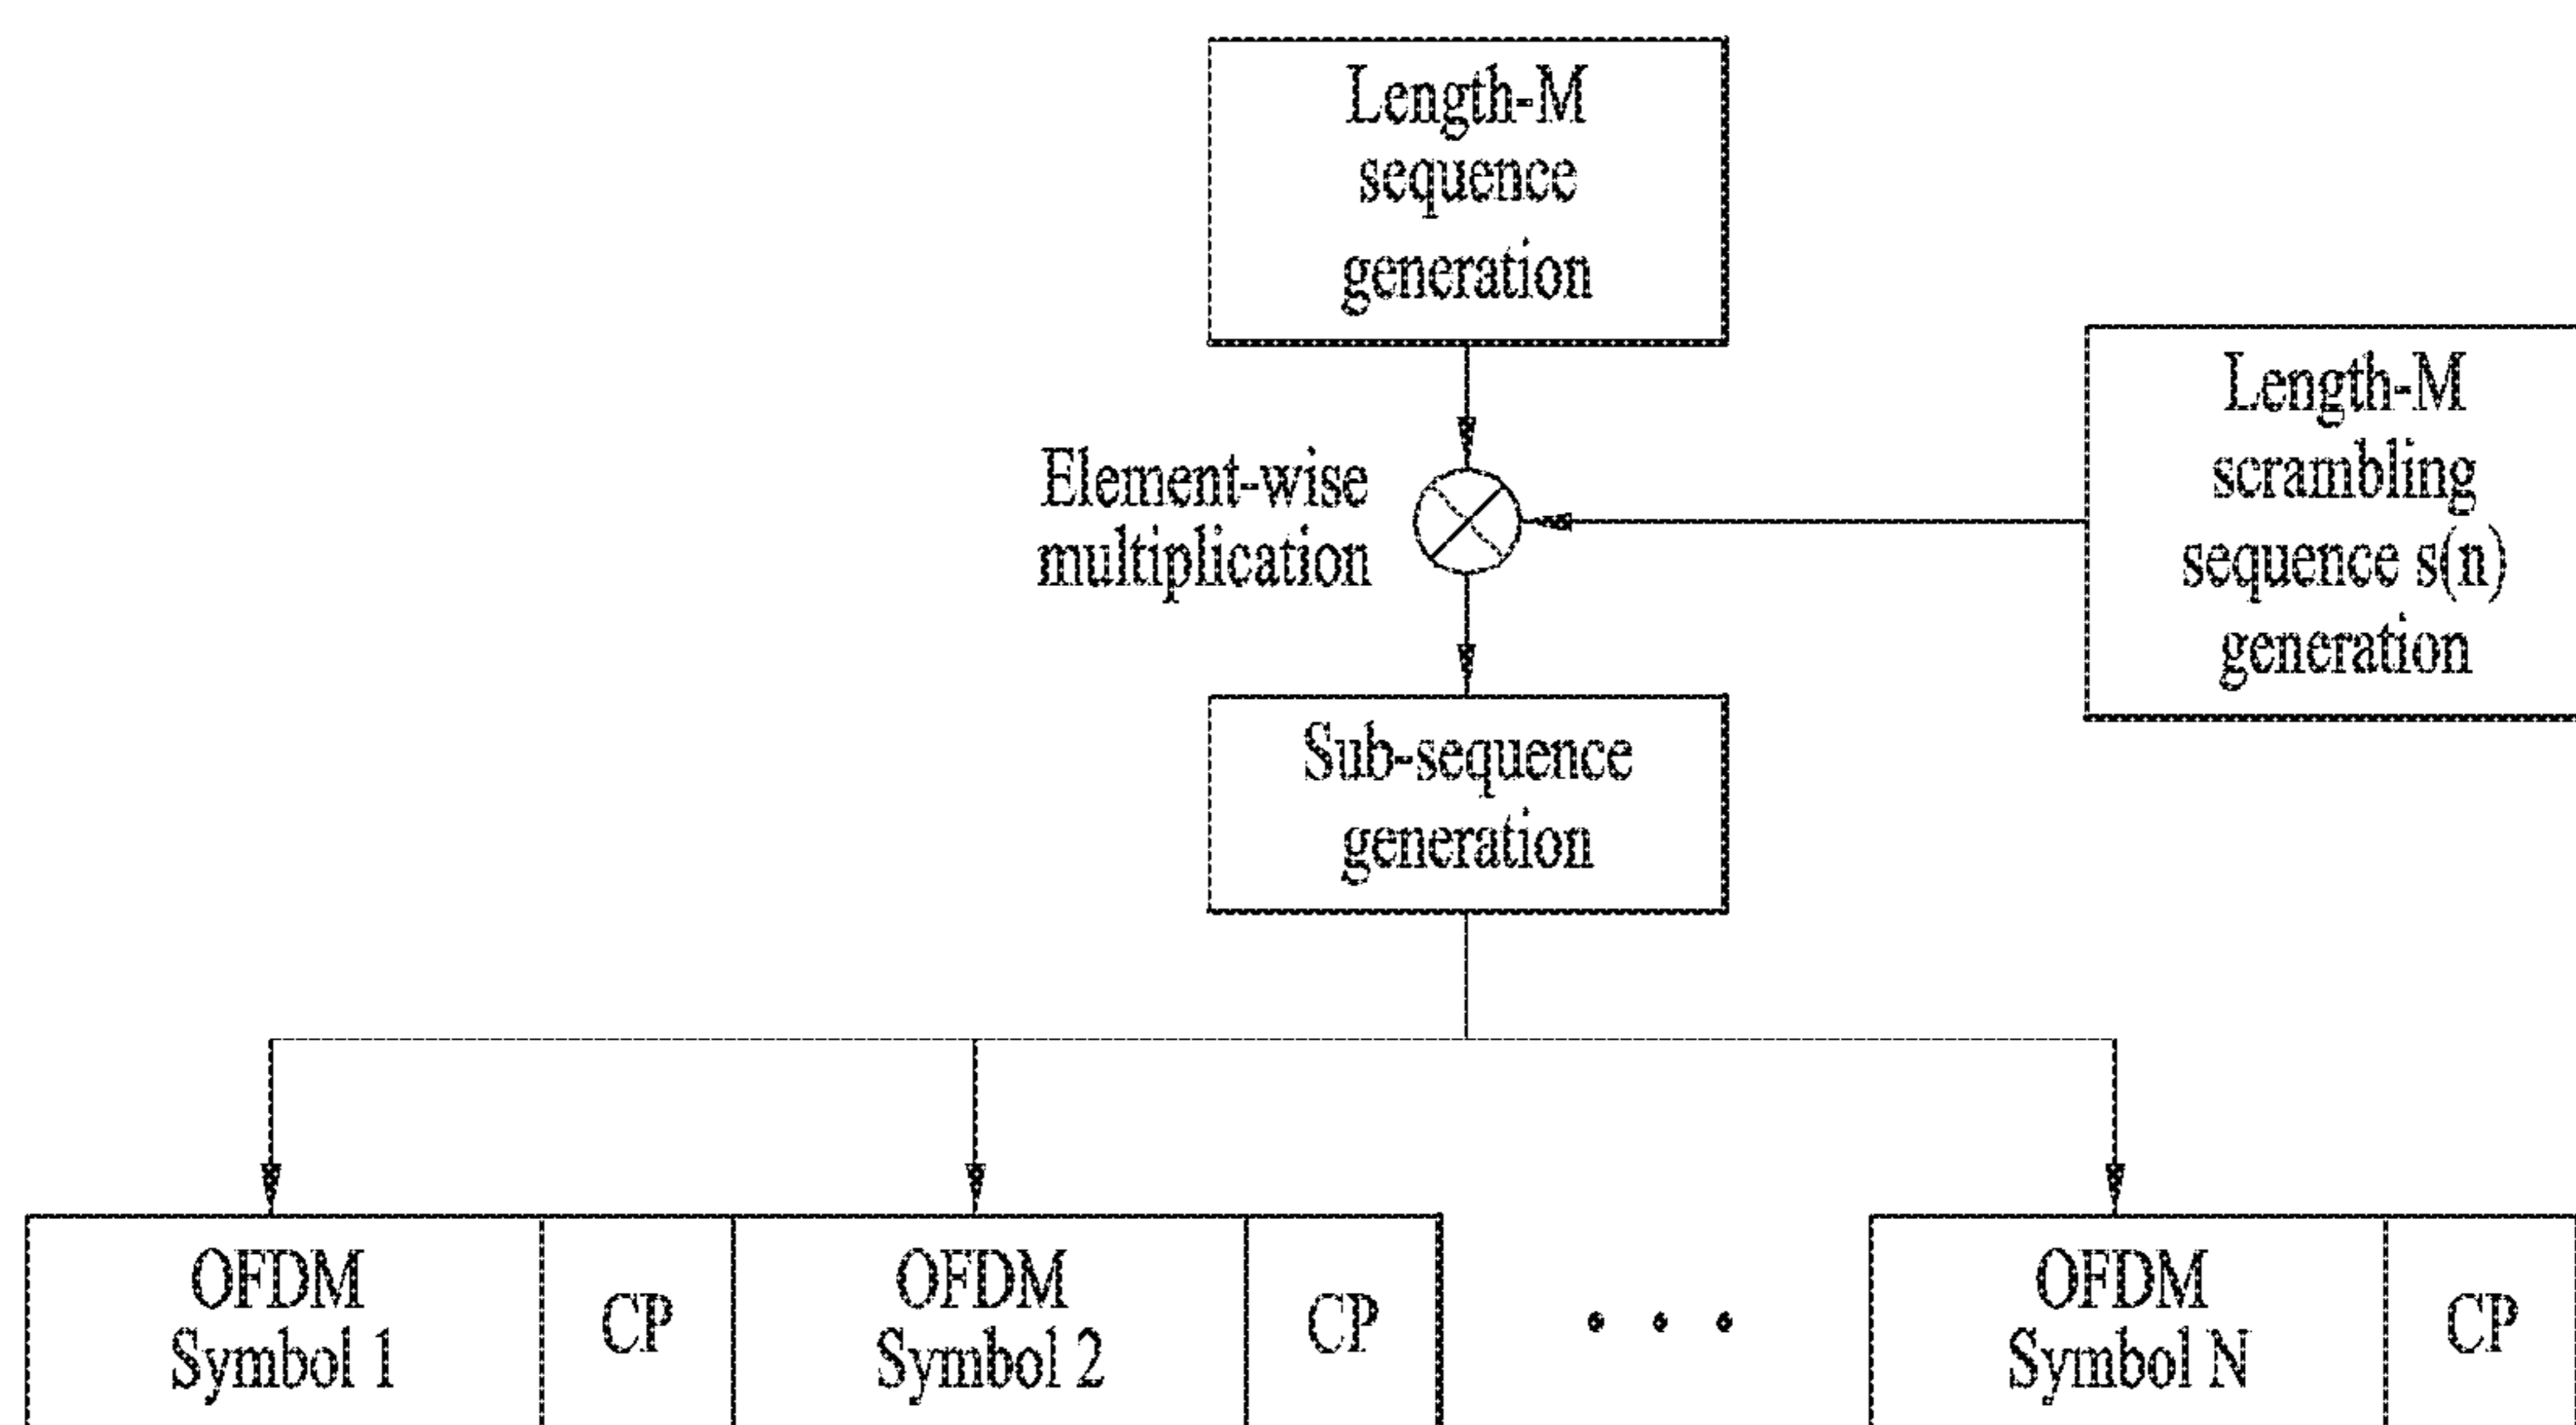 Length-M
sequence
generation
Length-M
scrambling
sequence s(n)
generation
Element-wise
multiplication
Sub-sequence
generation
OFDM
Symbol 1
CP
OFDM
Symbol 2
CP
• • •
OFDM
Symbol N
CP